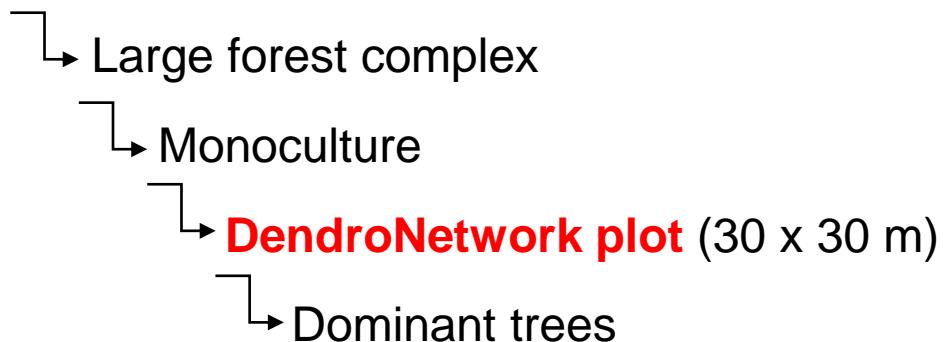 Large forest complex
Monoculture
DendroNetwork plot (30 x 30 m)
Dominant trees